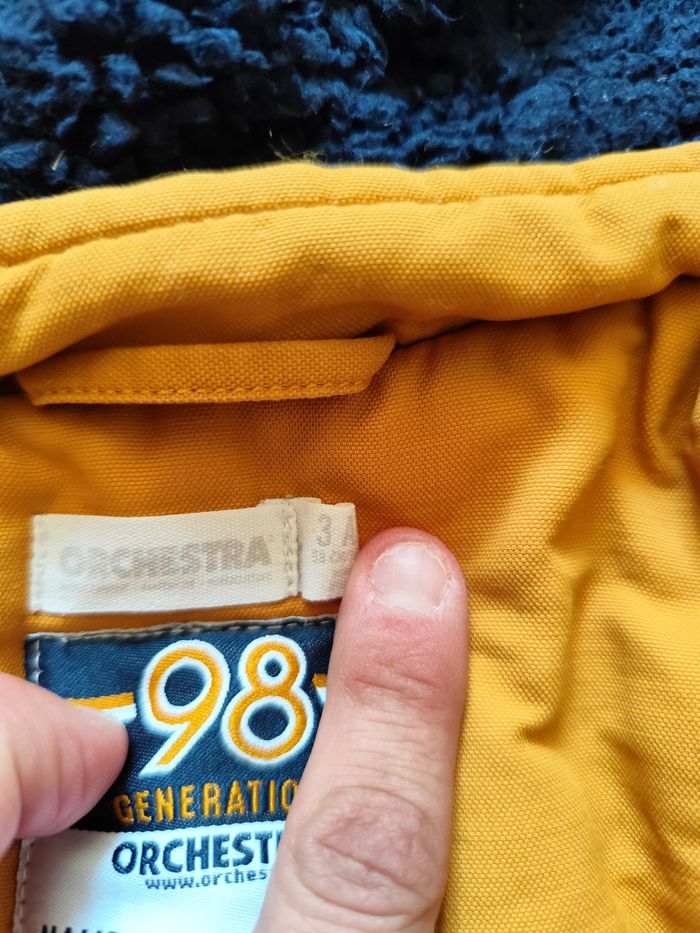 ORCHESTRA
3
98
GENERATIO
ORCHEST
www.orches